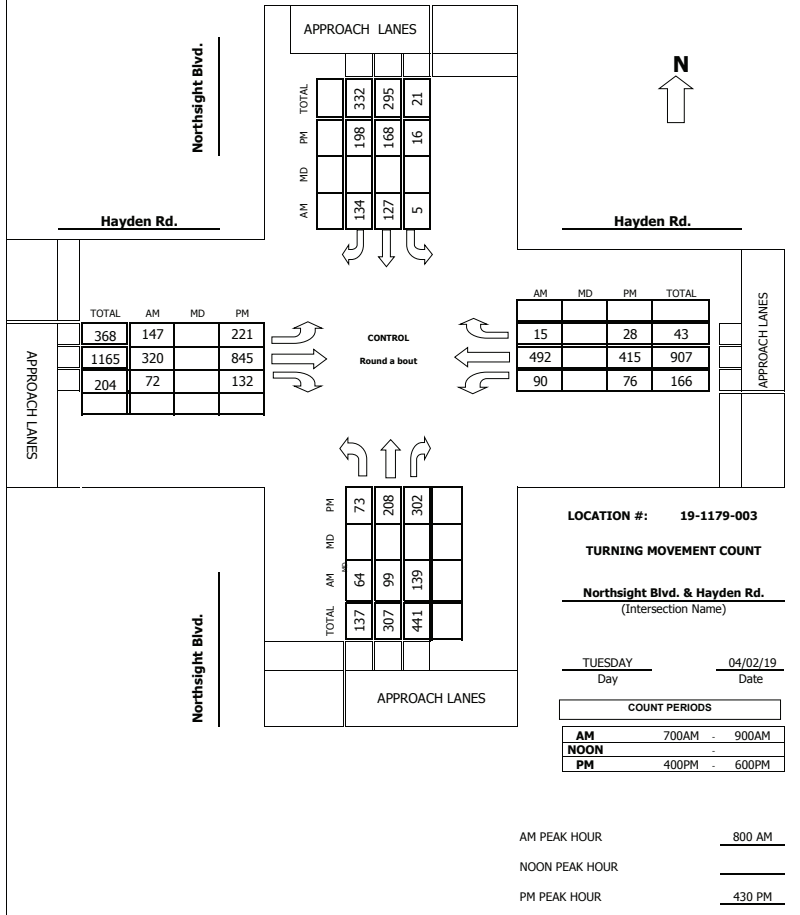 APPROACH LANES
Northsight Blvd.
N
TOTAL 332 295 21
PM 198 168 16
MD
AM 134 127 5
Hayden Rd.
Hayden Rd.
TOTAL AM MD PM
368 147 221
1165 320 845
204 72 132
APPROACH LANES
CONTROL
Round a bout
AM MD PM TOTAL
15 28 43
492 415 907
90 76 166
APPROACH LANES
PM 73 208 302
MD
MD
AM 64 99 139
TOTAL 137 307 441
Northsight Blvd.
APPROACH LANES
LOCATION #: 19-1179-003
TURNING MOVEMENT COUNT
Northsight Blvd. & Hayden Rd.
(Intersection Name)
TUESDAY 04/02/19
Day Date
COUNT PERIODS
AM 700AM - 900AM
NOON -
PM 400PM - 600PM
AM PEAK HOUR 800 AM
NOON PEAK HOUR
PM PEAK HOUR 430 PM